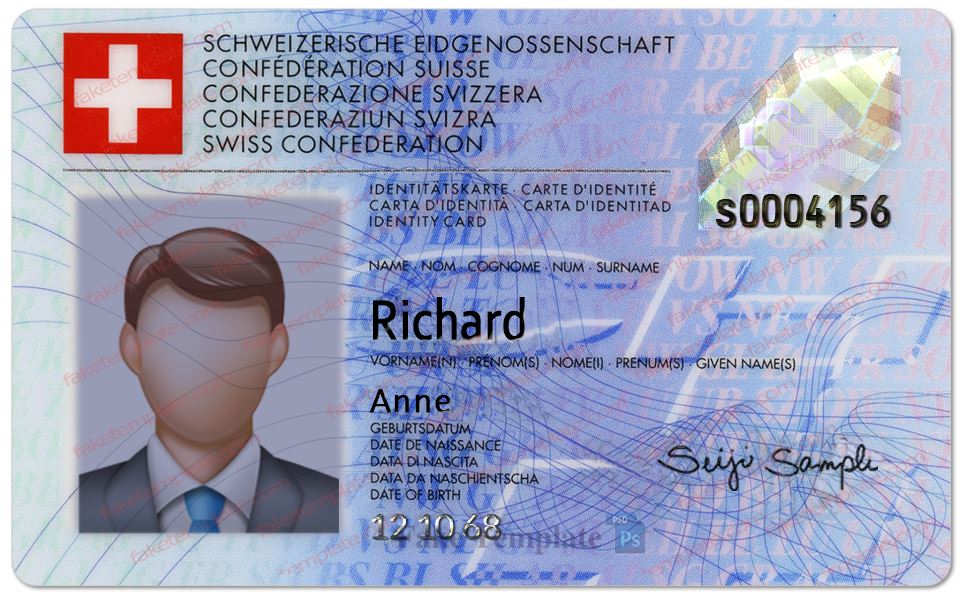 SCHWEIZERISCHE EIDGENOSSENSCHAFT
CONFÉDÉRATION SUISSE
CONFEDERAZIONE SVIZZERA
CONFEDERAZIUN SVIZRA
SWISS CONFEDERATION
IDENTITÄTSKARTE · CARTE D'IDENTITÉ
CARTA D'IDENTITÀ · CARTA D'IDENTITAD
IDENTITY CARD
s0004156
NAME · NOM · COGNOME · NUM · SURNAME
Richard
VORNAME(N) · PRÉNOM(S) · NOME(I) · PRENUM(S) · GIVEN NAME(S)
Anne
GEBURTSDATUM
DATE DE NAISSANCE
DATA DI NASCITA
DATA DA NASCHIENTSCHA
DATE OF BIRTH
Seiji Sample
12 10 68
Fake Template
PSD
Ps
faketemplate.com